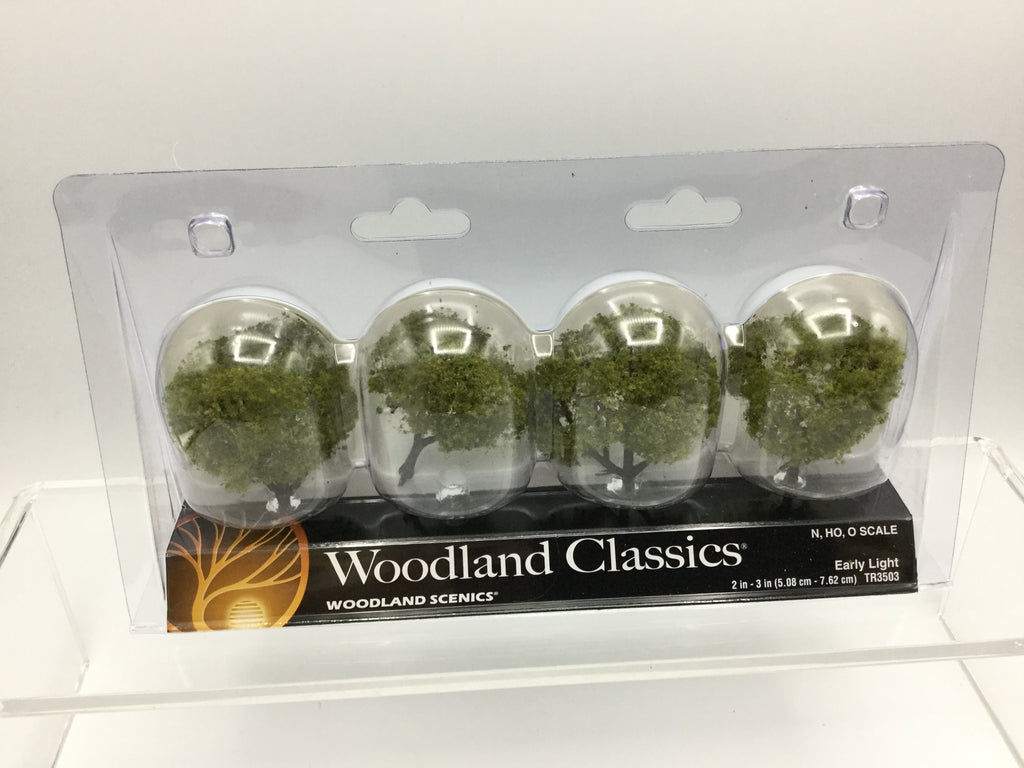 N, HO, O SCALE
Woodland Classics®
Early Light
2 in - 3 in (5.08 cm - 7.62 cm) TR3503
WOODLAND SCENICS®